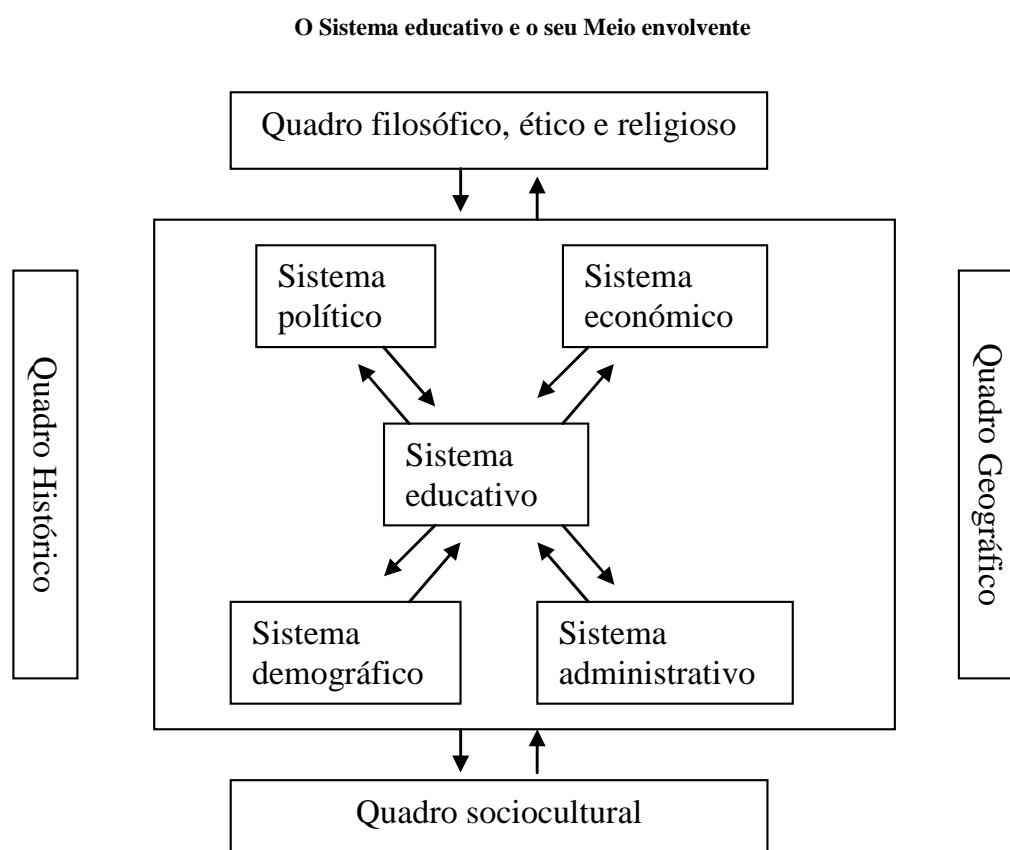 O Sistema educativo e o seu Meio envolvente
Quadro filosófico, ético e religioso
Quadro Histórico
Sistema
político
Sistema
económico
Sistema
educativo
Sistema
demográfico
Sistema
administrativo
Quadro Geográfico
Quadro sociocultural